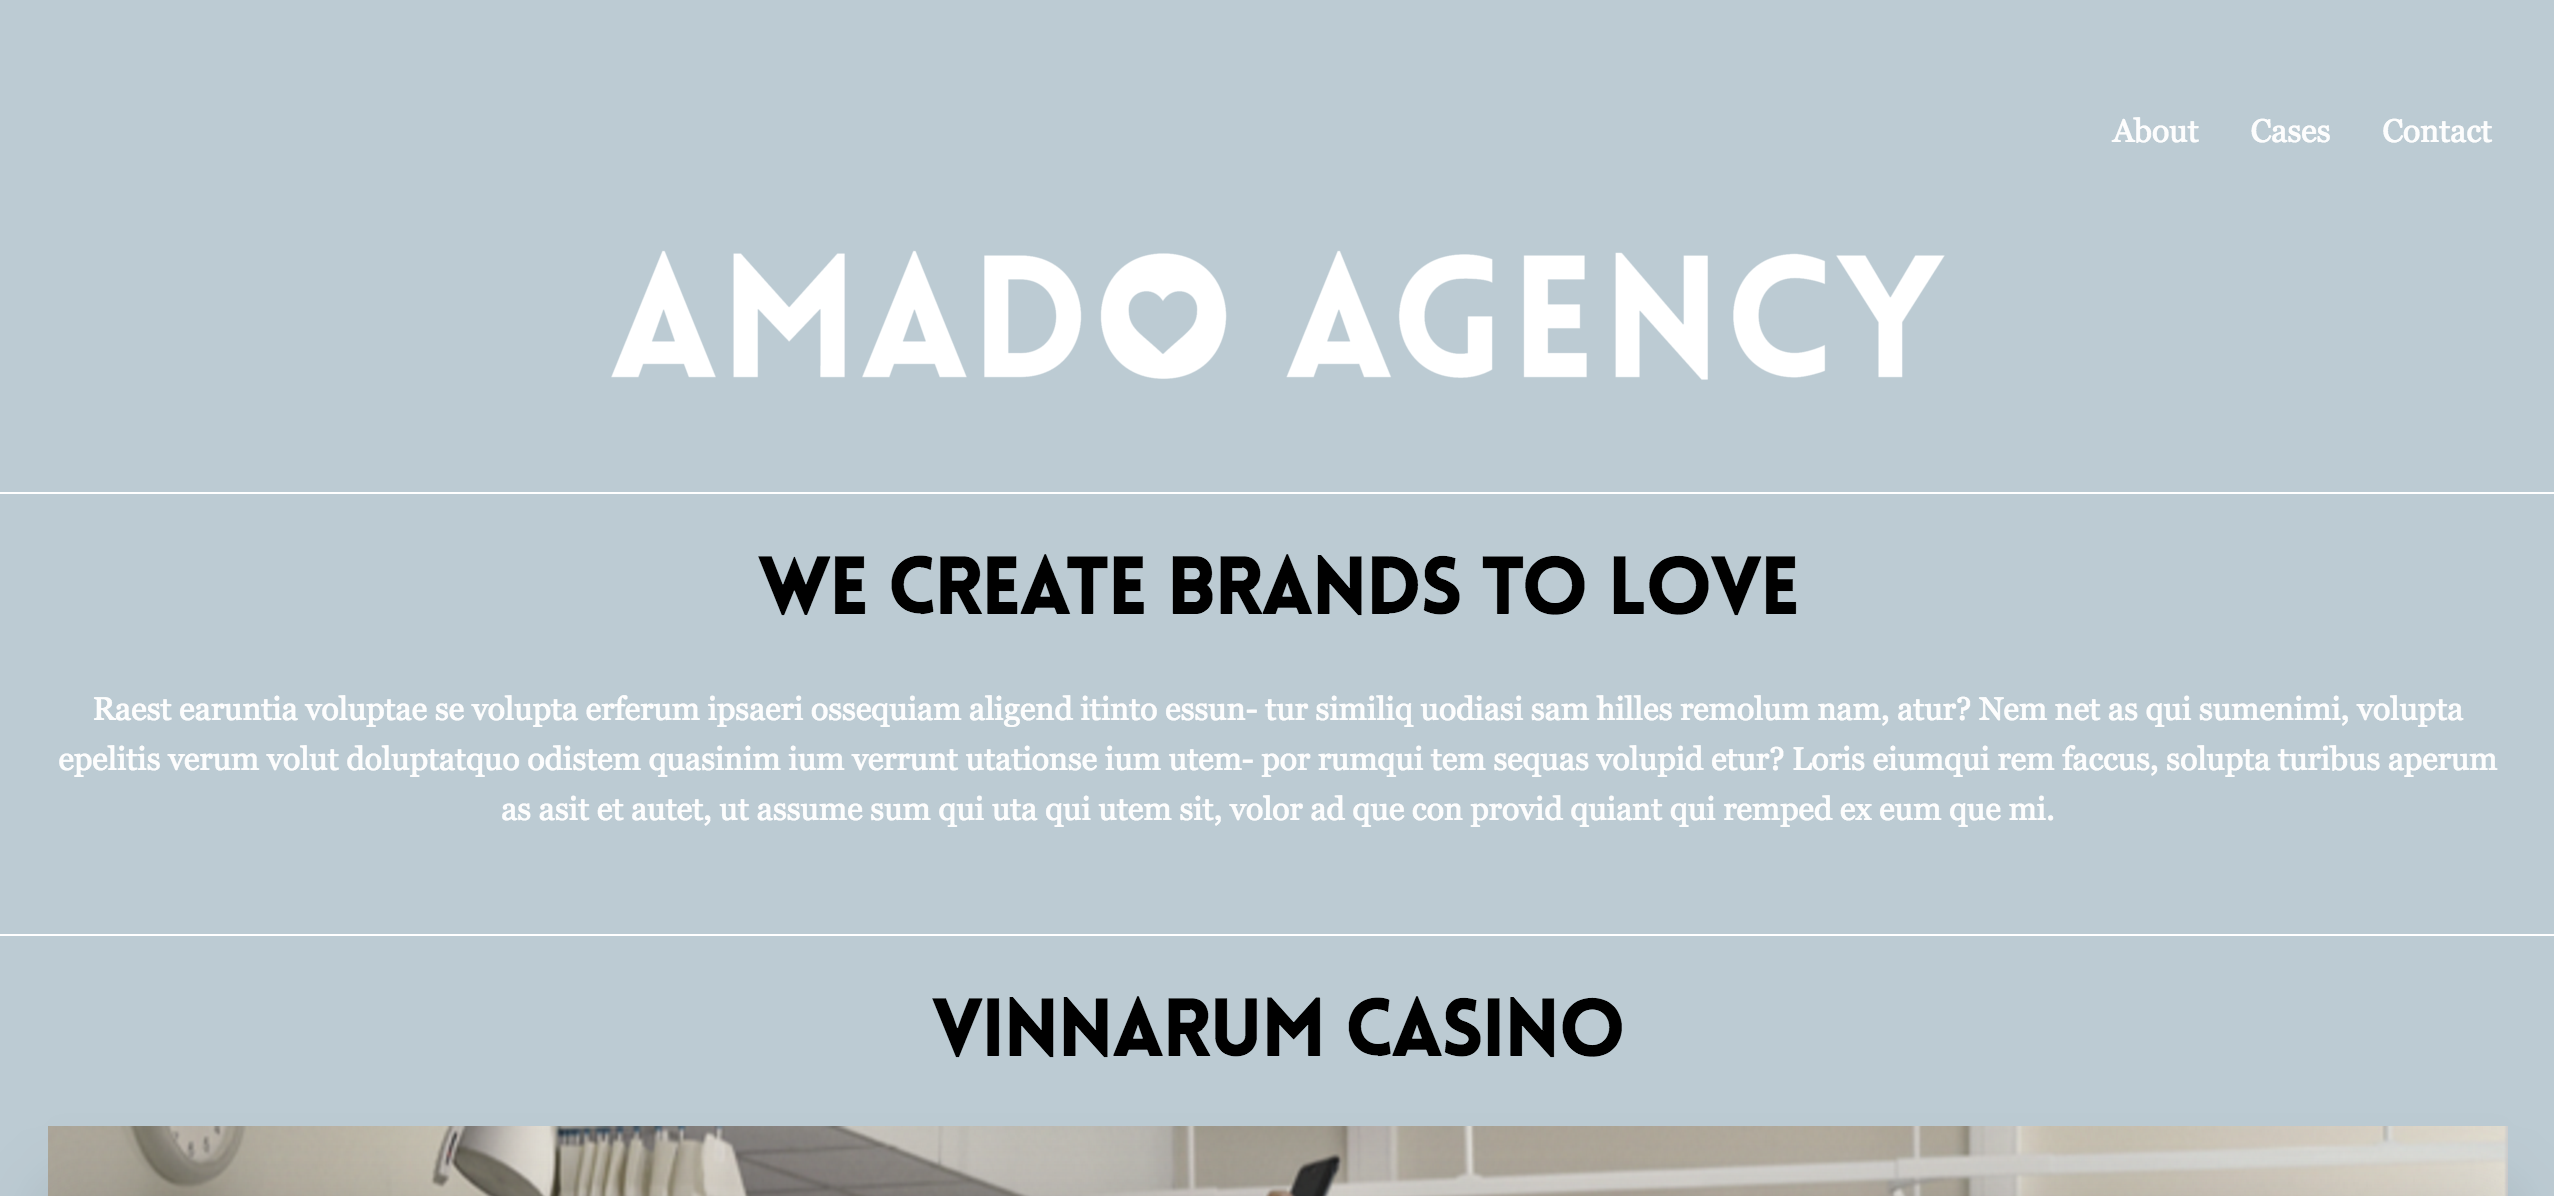 About Cases Contact
AMADO AGENCY
WE CREATE BRANDS TO LOVE
Raest earuntia voluptae se volupta erferum ipsaeri ossequiam aligend itinto essun- tur similiq uodiasi sam hilles remolum nam, atur? Nem net as qui sumenimi, volupta
epelitis verum volut doluptatquo odistem quasinim ium verrunt utationse ium utem- por rumqui tem sequas volupid etur? Loris eiumqui rem faccus, solupta turibus aperum
as asit et autet, ut assume sum qui uta qui utem sit, volor ad que con provid quiant qui remped ex eum que mi.
VINNARUM CASINO